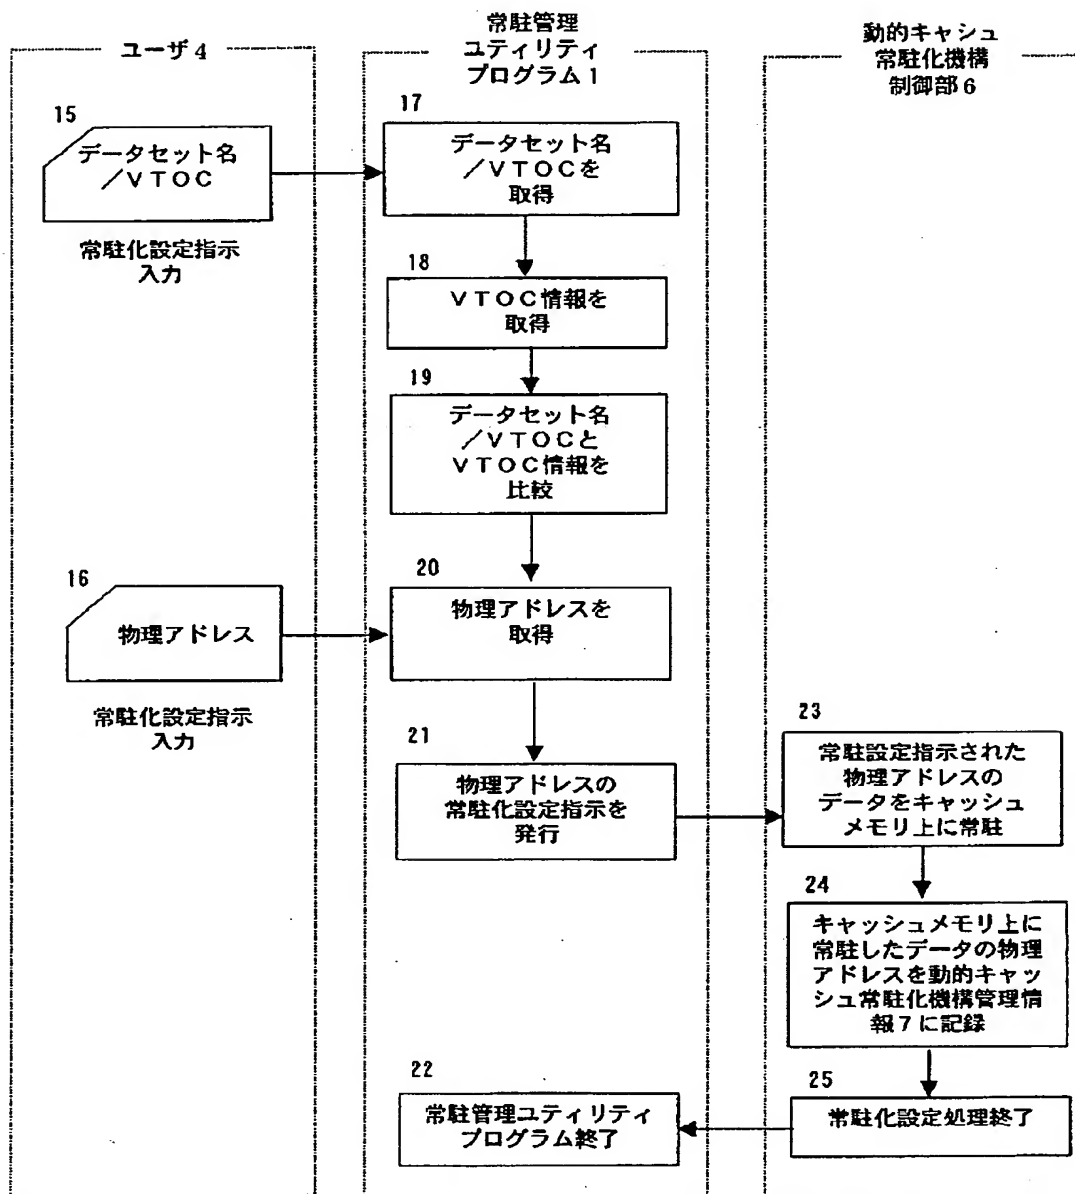 ユーザ4
常駐管理
ユティリティ
プログラム1
動的キャシュ
常駐化機構
制御部6
15
データセット名
／VTOC
常駐化設定指示
入力
17
データセット名
／VTOCを
取得
18
VTOC情報を
取得
19
データセット名
／VTOCと
VTOC情報を
比較
16
物理アドレス
常駐化設定指示
入力
20
物理アドレスを
取得
21
物理アドレスの
常駐化設定指示を
発行
23
常駐設定指示された
物理アドレスの
データをキャッシュ
メモリ上に常駐
24
キャッシュメモリ上に
常駐したデータの物理
アドレスを動的キャッ
シュ常駐化機構管理情
報7に記録
25
常駐化設定処理終了
22
常駐管理ユティリティ
プログラム終了